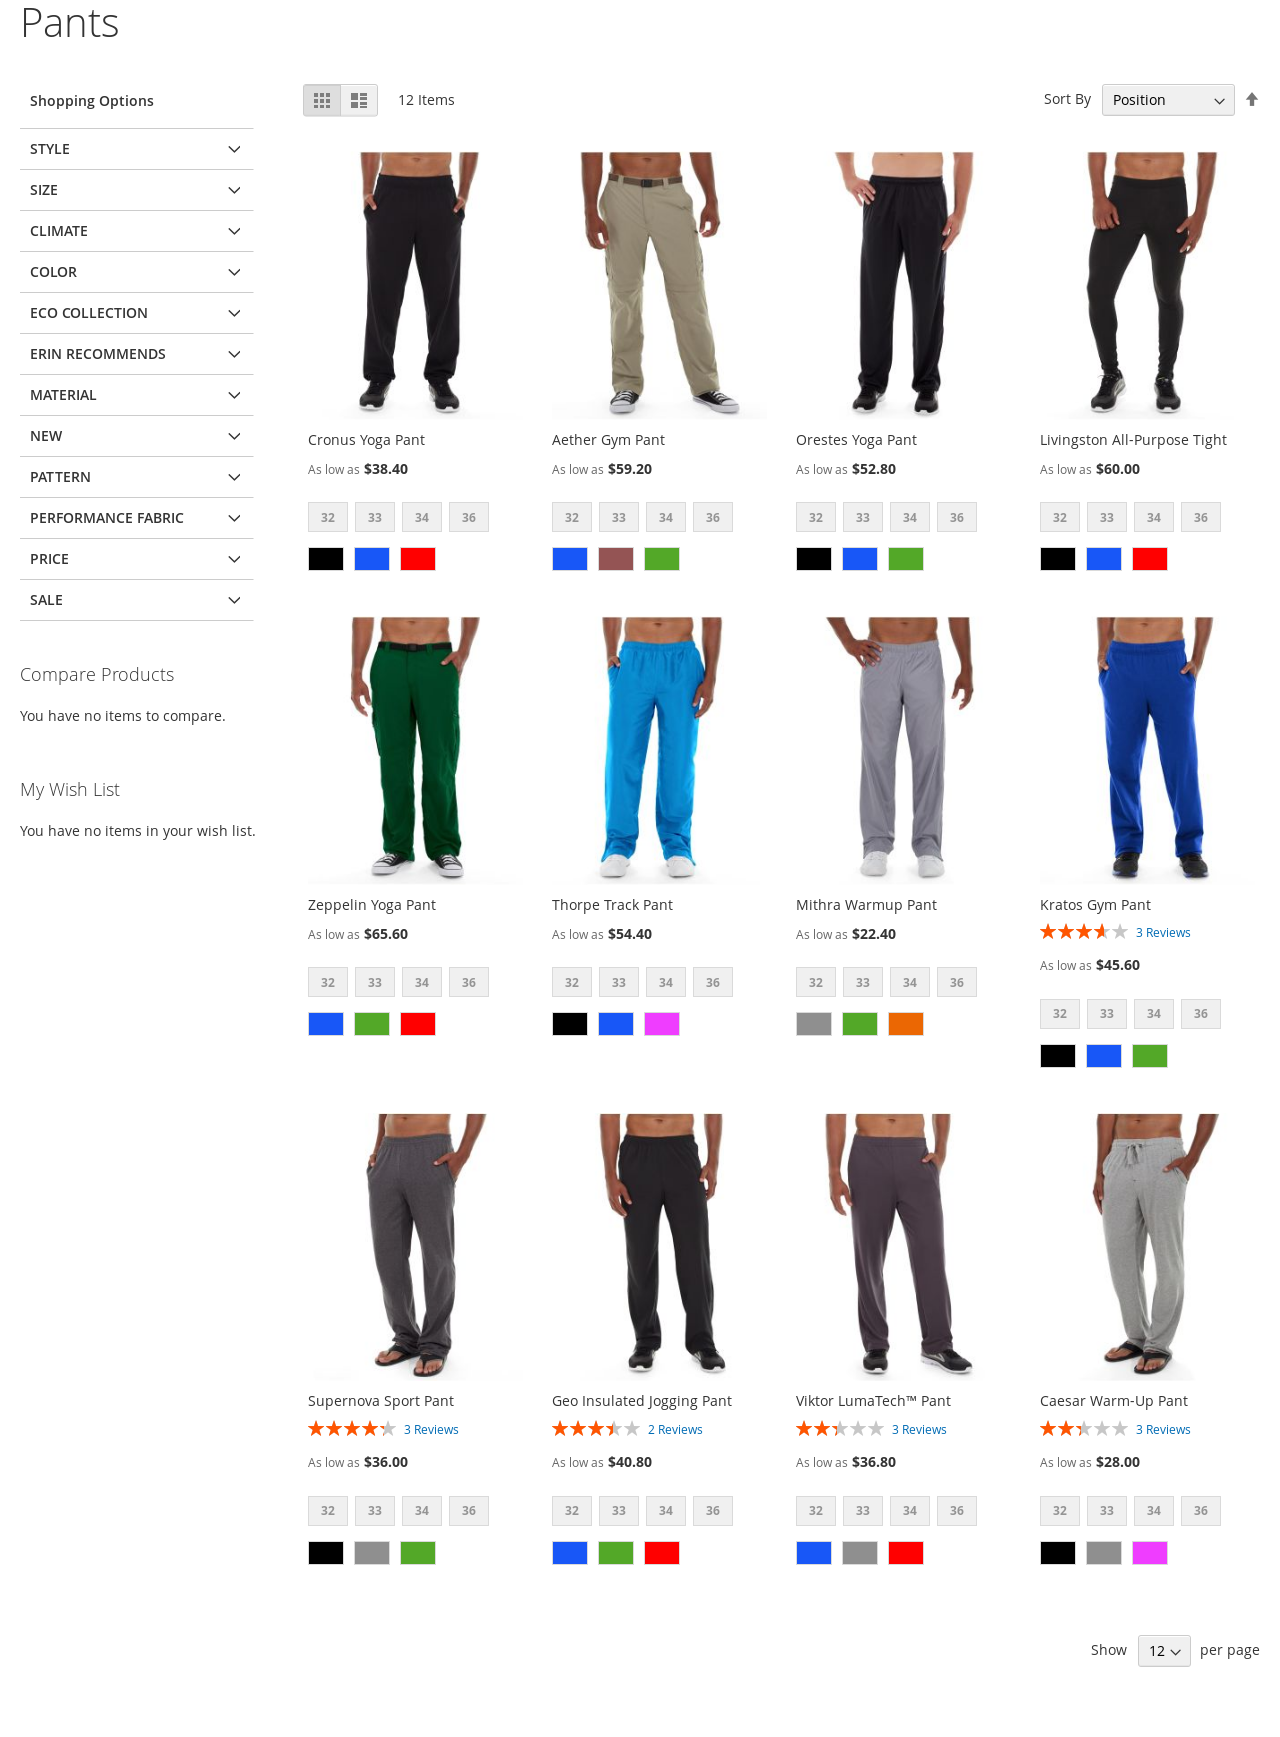 Pants
Shopping Options
STYLE
SIZE
CLIMATE
COLOR
ECO COLLECTION
ERIN RECOMMENDS
MATERIAL
NEW
PATTERN
PERFORMANCE FABRIC
PRICE
SALE
Compare Products
You have no items to compare.
My Wish List
You have no items in your wish list.
12 Items
Sort By Position
Cronus Yoga Pant
As low as $38.40
32 33 34 36
Aether Gym Pant
As low as $59.20
32 33 34 36
Orestes Yoga Pant
As low as $52.80
32 33 34 36
Livingston All-Purpose Tight
As low as $60.00
32 33 34 36
Zeppelin Yoga Pant
As low as $65.60
32 33 34 36
Thorpe Track Pant
As low as $54.40
32 33 34 36
Mithra Warmup Pant
As low as $22.40
32 33 34 36
Kratos Gym Pant
3 Reviews
As low as $45.60
32 33 34 36
Supernova Sport Pant
3 Reviews
As low as $36.00
32 33 34 36
Geo Insulated Jogging Pant
2 Reviews
As low as $40.80
32 33 34 36
Viktor LumaTech™ Pant
3 Reviews
As low as $36.80
32 33 34 36
Caesar Warm-Up Pant
3 Reviews
As low as $28.00
32 33 34 36
Show 12 per page